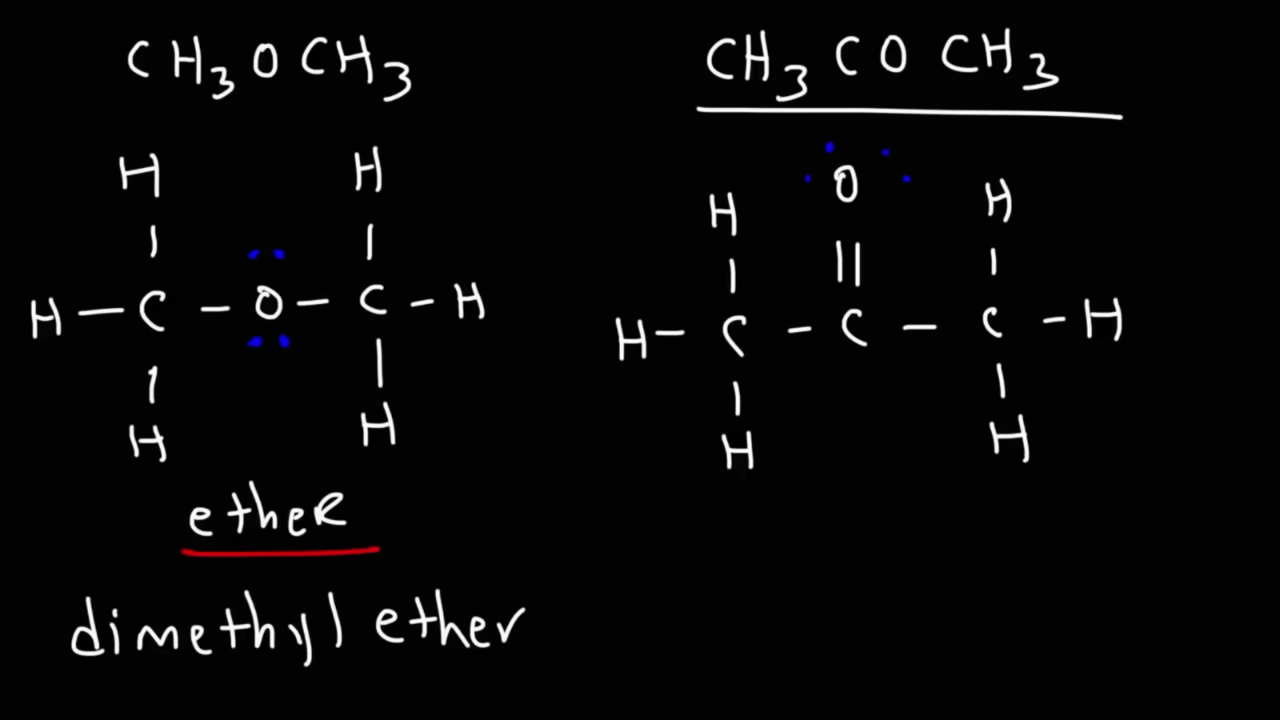 CH3OCH3
H H
H-C-O-C-H
H H
ether
dimethyl ether
CH3COCH3
O
H H
||
H-C-C-C-H
H H